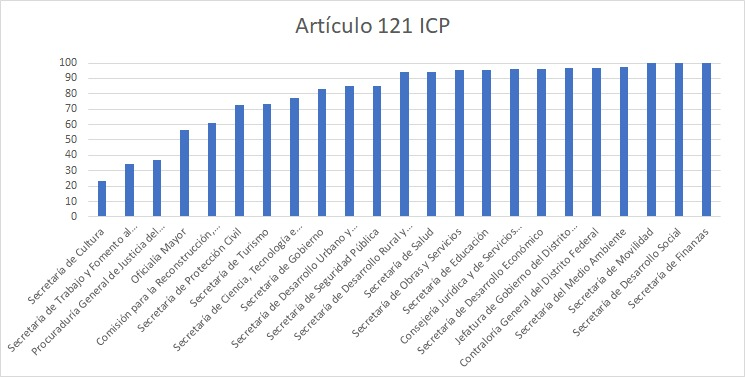 Artículo 121 ICP
100
90
80
70
60
50
40
30
20
10
0
Secretaría de Cultura
Secretaría de Trabajo y Fomento al...
Procuraduría General de Justicia del...
Oficialía Mayor
Comisión para la Reconstrucción,...
Secretaría de Protección Civil
Secretaría de Turismo
Secretaría de Ciencia, Tecnología e...
Secretaría de Gobierno
Secretaría de Desarrollo Urbano y...
Secretaría de Seguridad Pública
Secretaría de Desarrollo Rural y...
Secretaría de Salud
Secretaría de Obras y Servicios
Secretaría de Educación
Consejería Jurídica y de Servicios...
Secretaría de Desarrollo Económico
Jefatura de Gobierno del Distrito...
Contraloría General del Distrito Federal
Secretaría del Medio Ambiente
Secretaría de Movilidad
Secretaría de Desarrollo Social
Secretaría de Finanzas